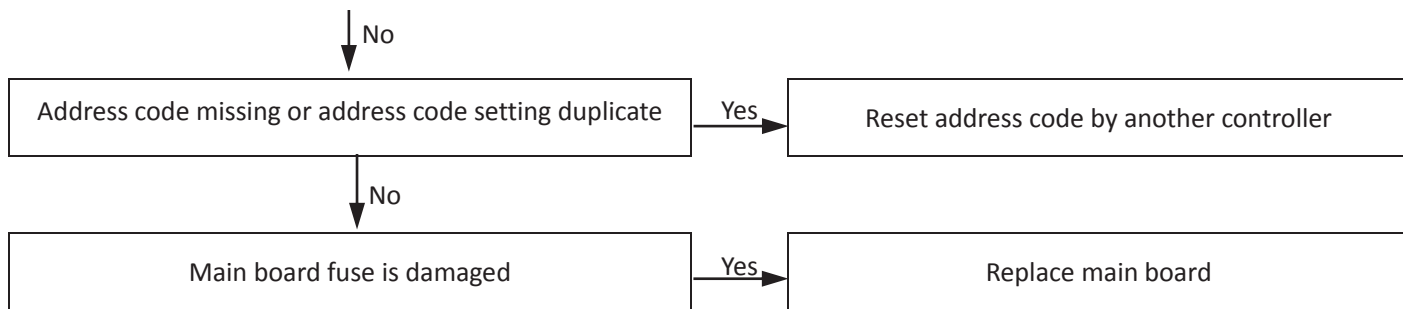 No
Address code missing or address code setting duplicate
Yes
Reset address code by another controller
No
Main board fuse is damaged
Yes
Replace main board